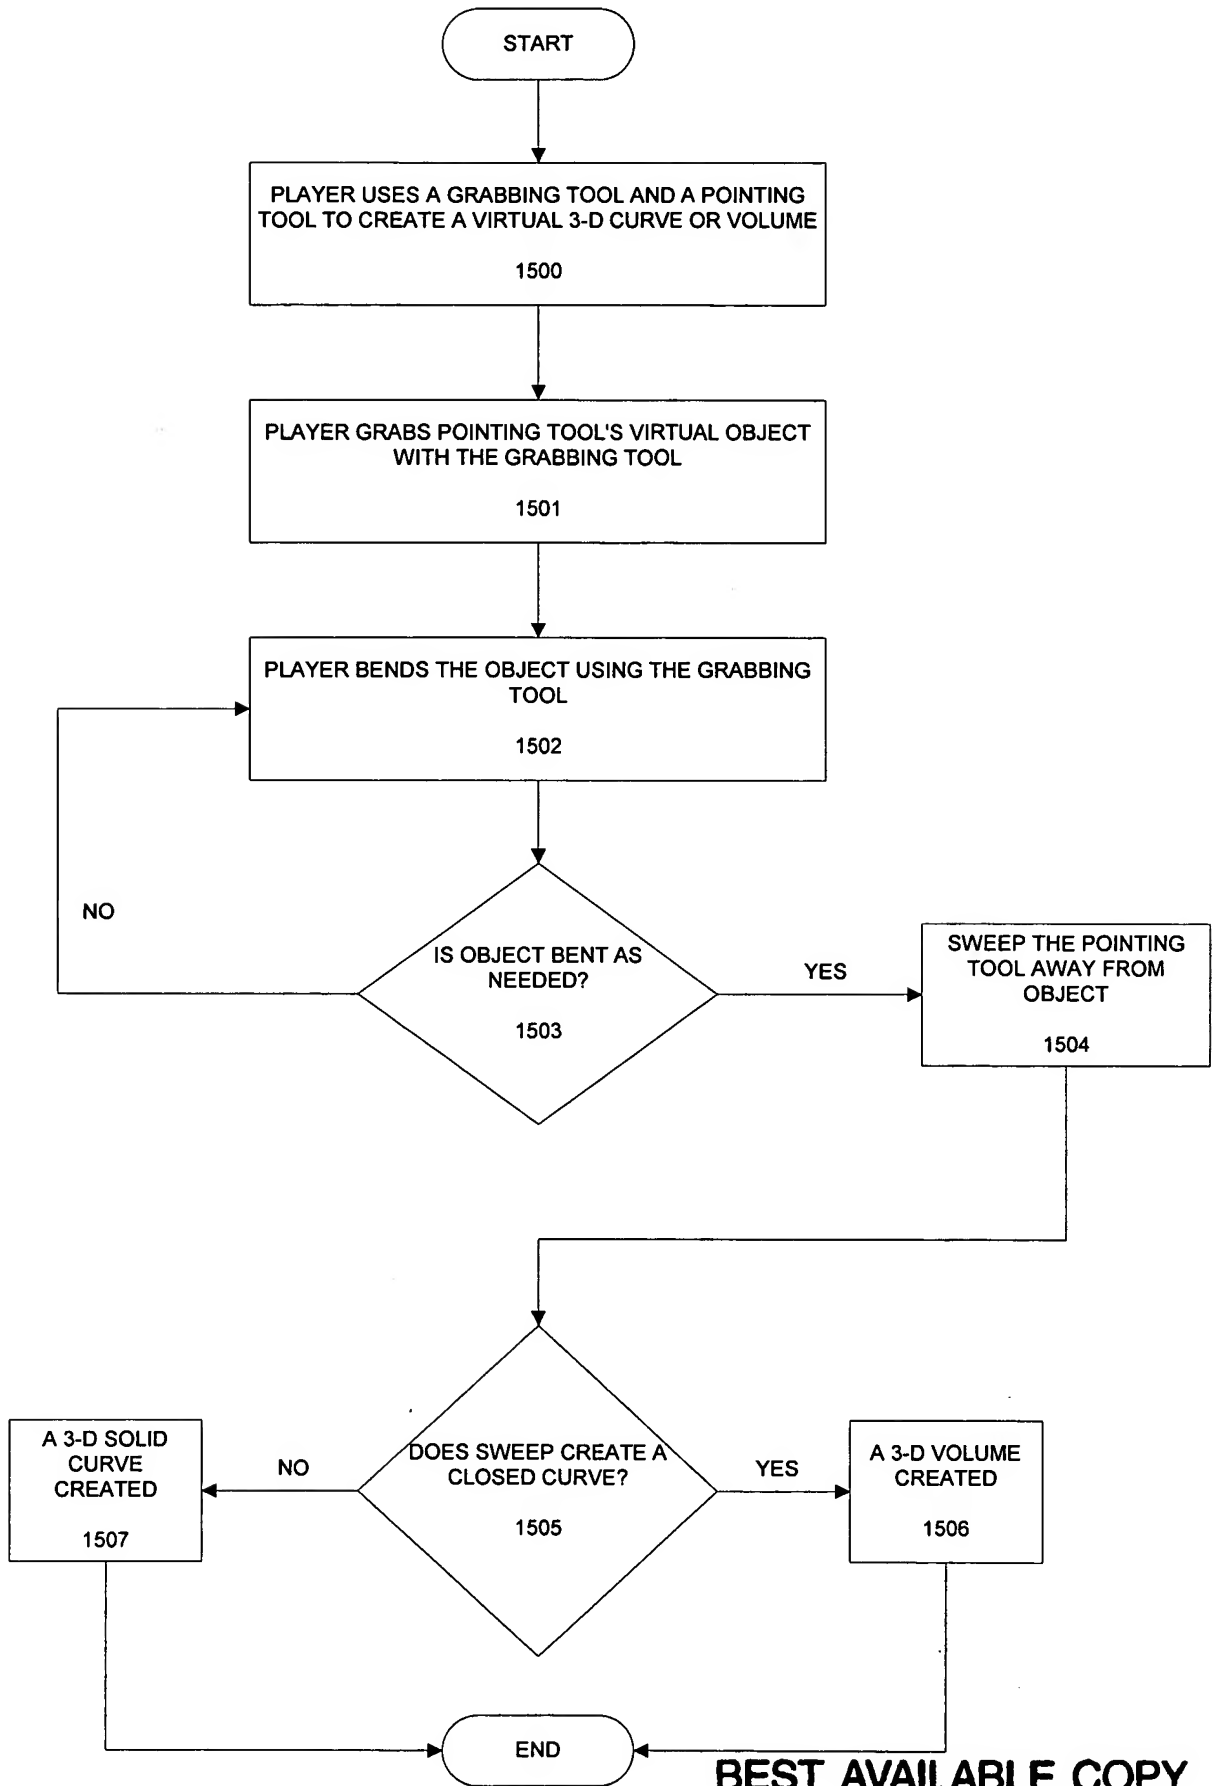 START
PLAYER USES A GRABBING TOOL AND A POINTING
TOOL TO CREATE A VIRTUAL 3-D CURVE OR VOLUME
1500
PLAYER GRABS POINTING TOOL'S VIRTUAL OBJECT
WITH THE GRABBING TOOL
1501
PLAYER BENDS THE OBJECT USING THE GRABBING
TOOL
1502
NO
IS OBJECT BENT AS
NEEDED?
1503
YES
SWEEP THE POINTING
TOOL AWAY FROM
OBJECT
1504
A 3-D SOLID
CURVE
CREATED
1507
NO
DOES SWEEP CREATE A
CLOSED CURVE?
1505
YES
A 3-D VOLUME
CREATED
1506
END
BEST AVAILABLE COPY